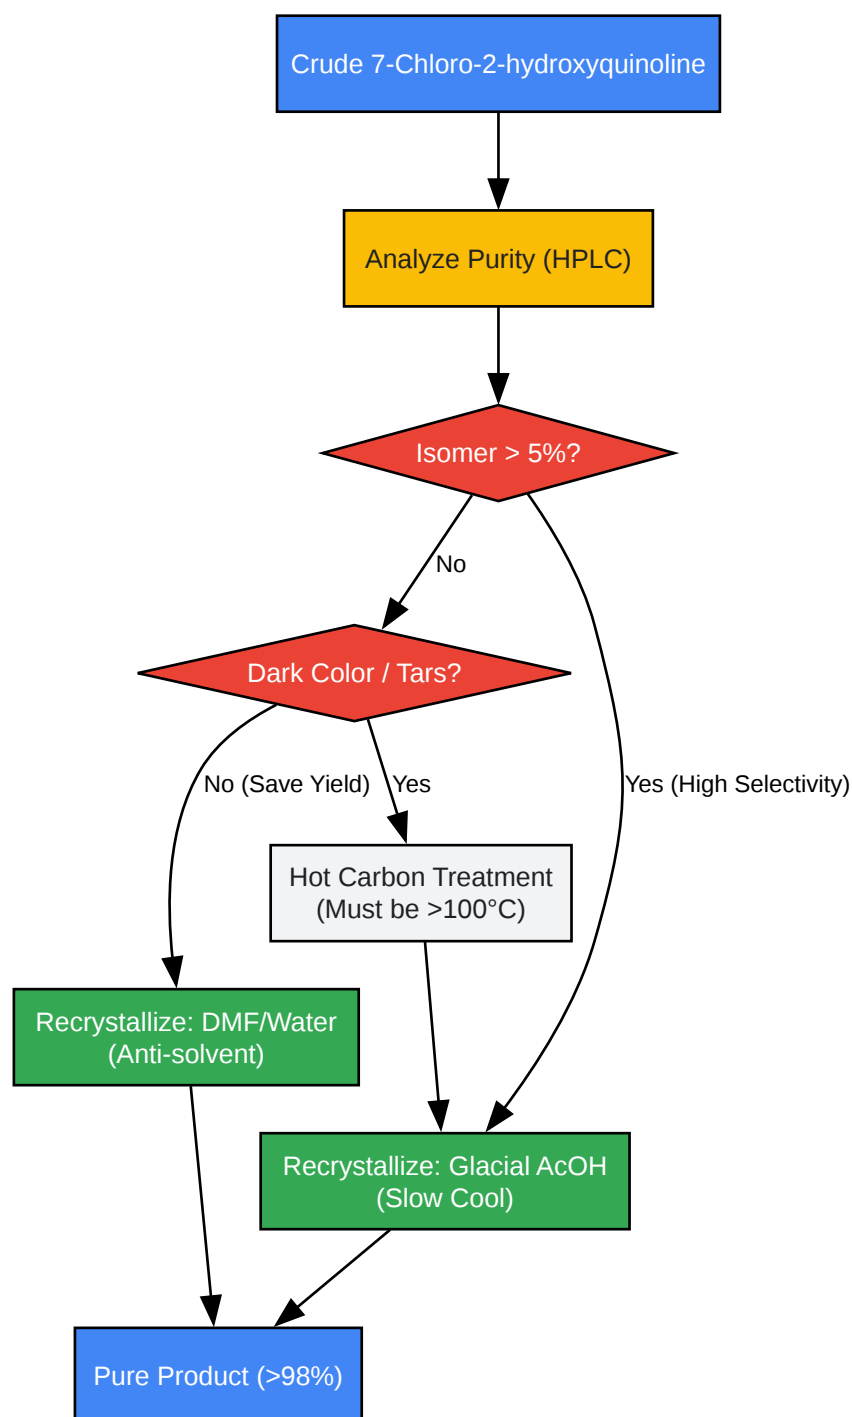 Crude 7-Chloro-2-hydroxyquinoline
Analyze Purity (HPLC)
Isomer > 5%?
No
Dark Color / Tars?
No (Save Yield)
Yes
Yes (High Selectivity)
Hot Carbon Treatment
(Must be >100°C)
Recrystallize: DMF/Water
(Anti-solvent)
Recrystallize: Glacial AcOH
(Slow Cool)
Pure Product (>98%)